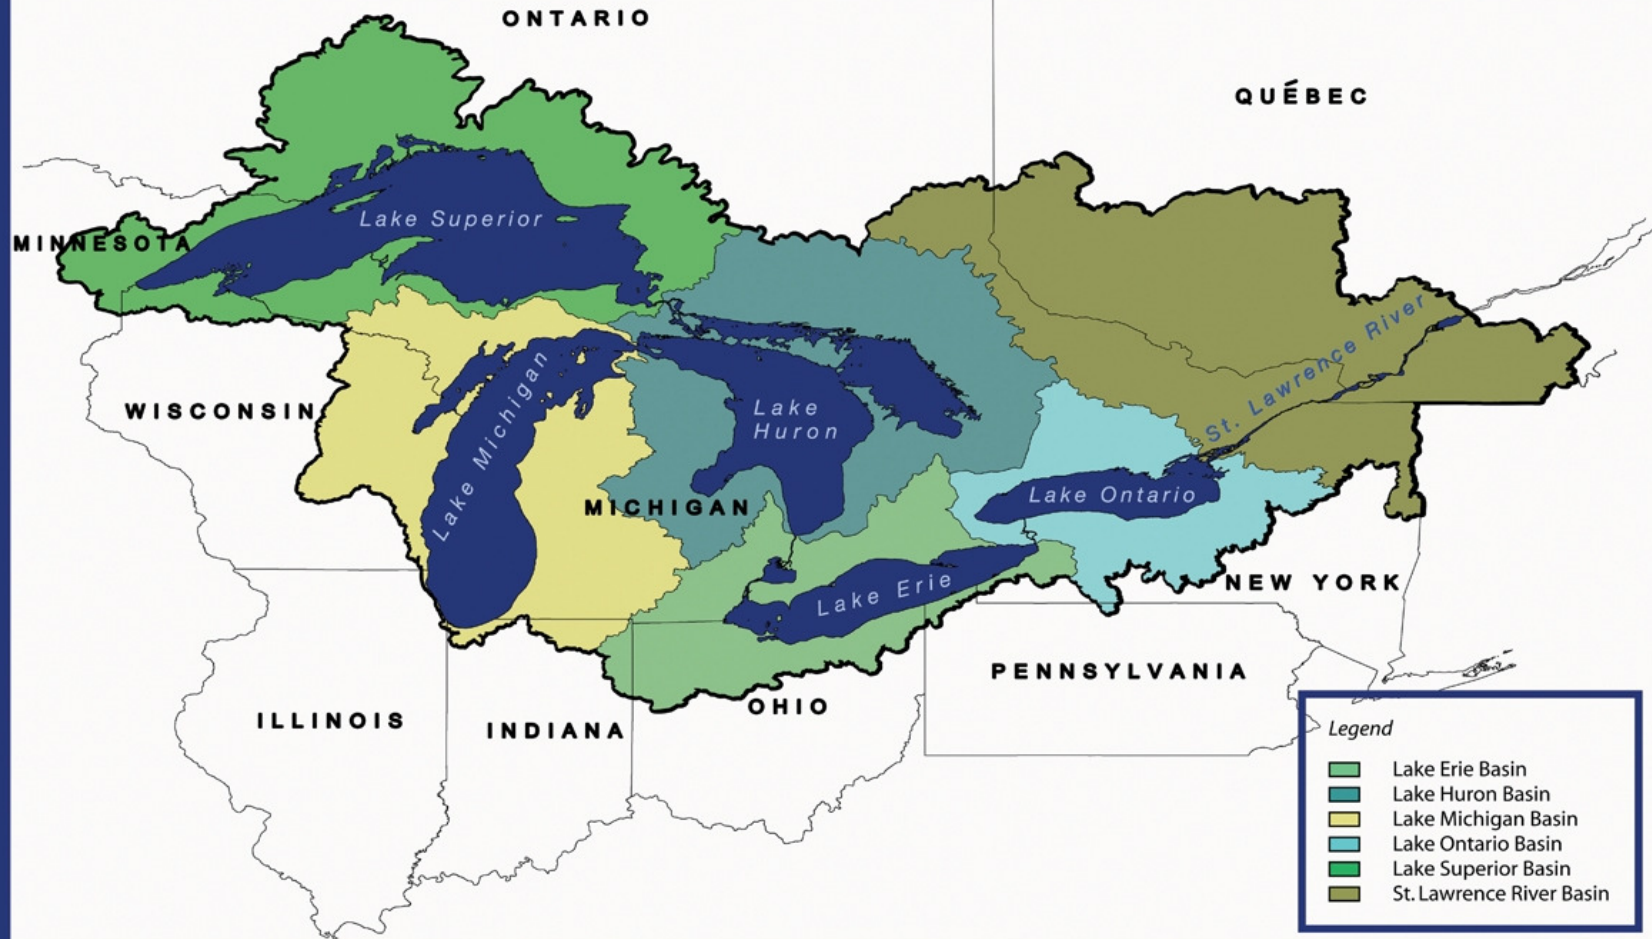 ONTARIO
QUÉBEC
Lake Superior
MINNESOTA
St. Lawrence River
Lake Michigan
WISCONSIN
Lake
Huron
Lake Ontario
MICHIGAN
NEW YORK
Lake Erie
PENNSYLVANIA
OHIO
ILLINOIS
INDIANA
Legend
Lake Erie Basin
Lake Huron Basin
Lake Michigan Basin
Lake Ontario Basin
Lake Superior Basin
St. Lawrence River Basin